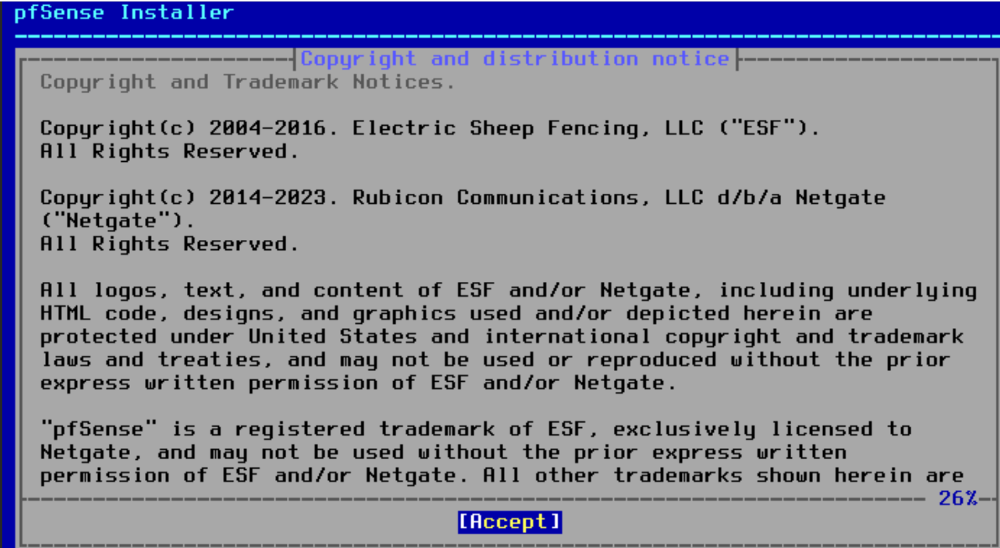 pfSense Installer
Copyright and distribution notice
Copyright and Trademark Notices.
Copyright(c) 2004-2016. Electric Sheep Fencing, LLC ("ESF").
All Rights Reserved.
Copyright(c) 2014-2023. Rubicon Communications, LLC d/b/a Netgate
("Netgate").
All Rights Reserved.
All logos, text, and content of ESF and/or Netgate, including underlying
HTML code, designs, and graphics used and/or depicted herein are
protected under United States and international copyright and trademark
laws and treaties, and may not be used or reproduced without the prior
express written permission of ESF and/or Netgate.
"pfSense" is a registered trademark of ESF, exclusively licensed to
Netgate, and may not be used without the prior express written
permission of ESF and/or Netgate. All other trademarks shown herein are
26%
[Accept]